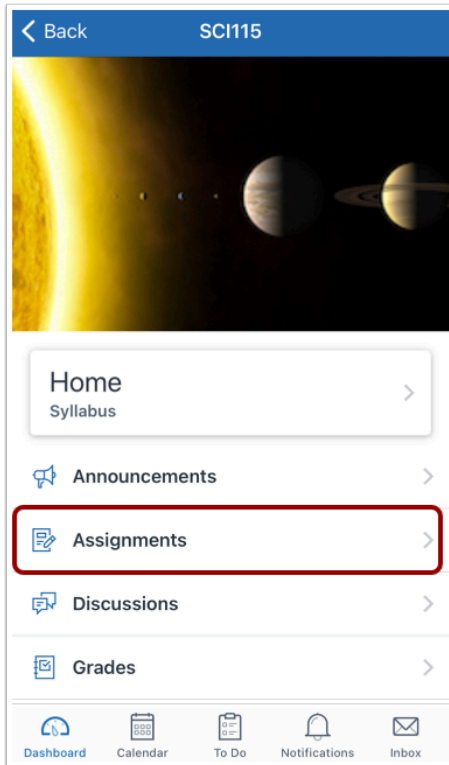 Back SCI115
Home
Syllabus
Announcements
Assignments
Discussions
Grades
Dashboard Calendar To Do Notifications Inbox